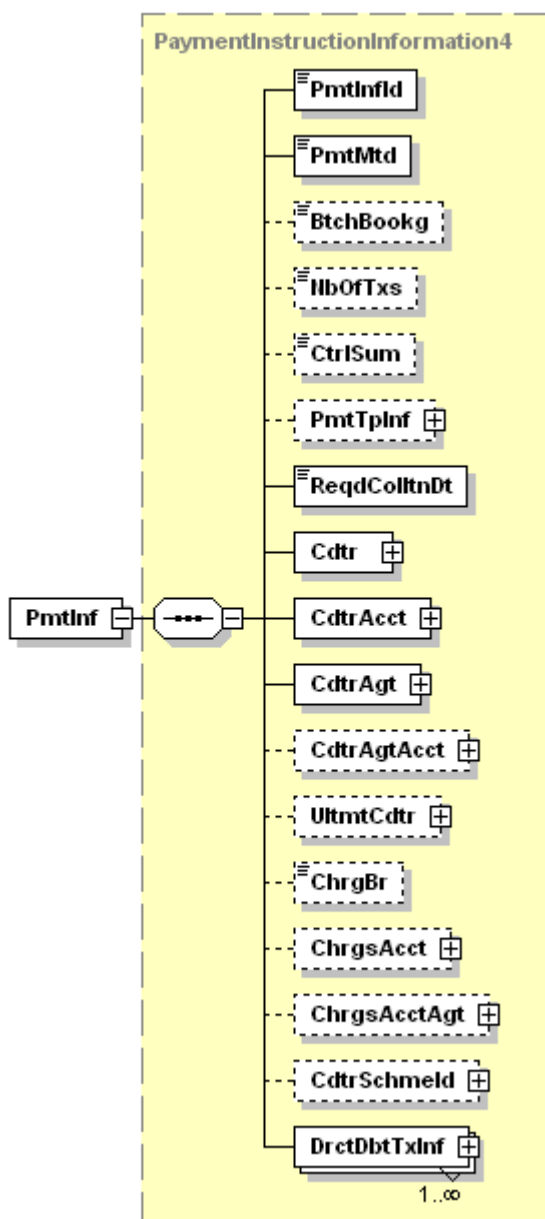 PaymentInstructionInformation4
PmtInfId
PmtMtd
BtchBookg
NbOfTxs
CtrlSum
PmtTpInf
ReqdColltnDt
Cdtr
PmtInf
CdtrAcct
CdtrAgt
CdtrAgtAcct
UltmtCdtr
ChrgBr
ChrgsAcct
ChrgsAcctAgt
CdtrSchmeId
DrctDbtTxInf
1..∞